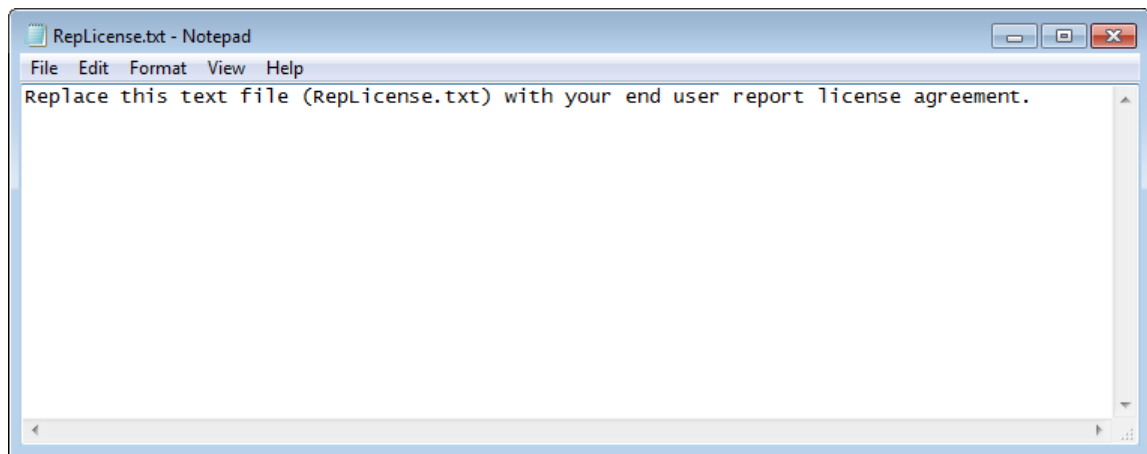 RepLicense.txt - Notepad
File Edit Format View Help
Replace this text file (RepLicense.txt) with your end user report license agreement.